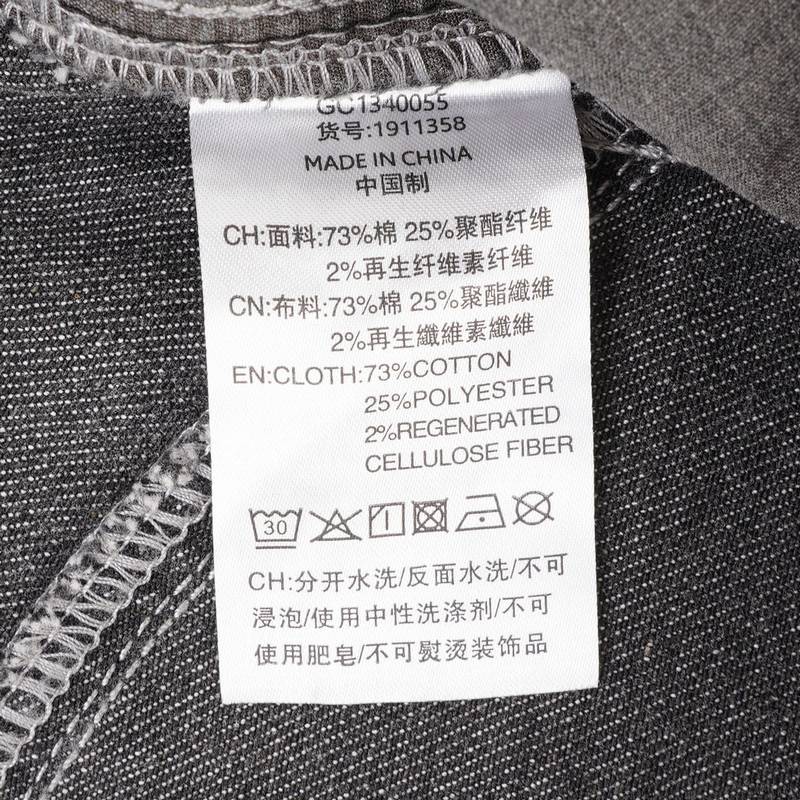 GC1340055
货号:1911358
MADE IN CHINA
中国制
CH:面料:73%棉 25%聚酯纤维
2%再生纤维素纤维
CN:布料:73%棉 25%聚酯纖維
2%再生纖維素纖維
EN:CLOTH:73%COTTON
25%POLYESTER
2%REGENERATED
CELLULOSE FIBER
30
CH:分开水洗/反面水洗/不可
浸泡/使用中性洗涤剂/不可
使用肥皂/不可熨烫装饰品